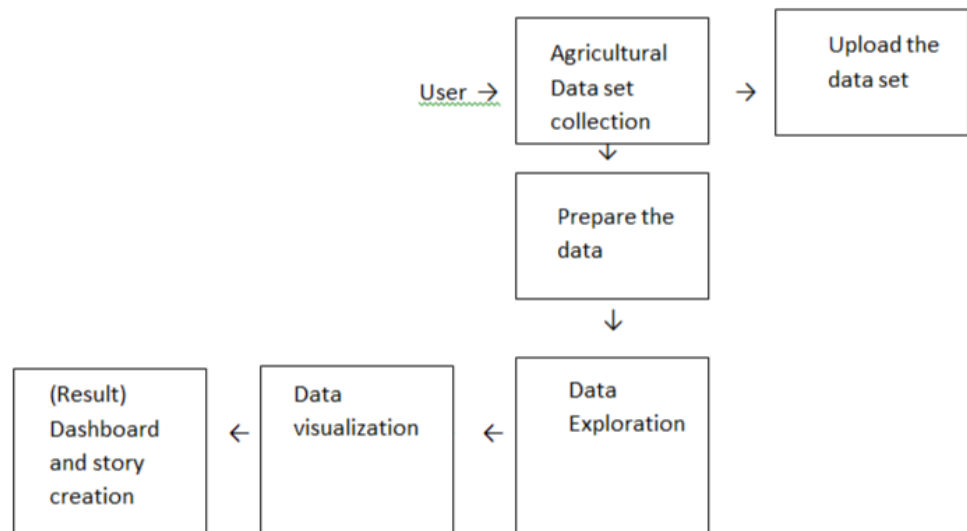 User →
Agricultural
Data set
collection
→
Upload the
data set
↓
Prepare the
data
↓
Data
Exploration
←
Data
visualization
←
(Result)
Dashboard
and story
creation